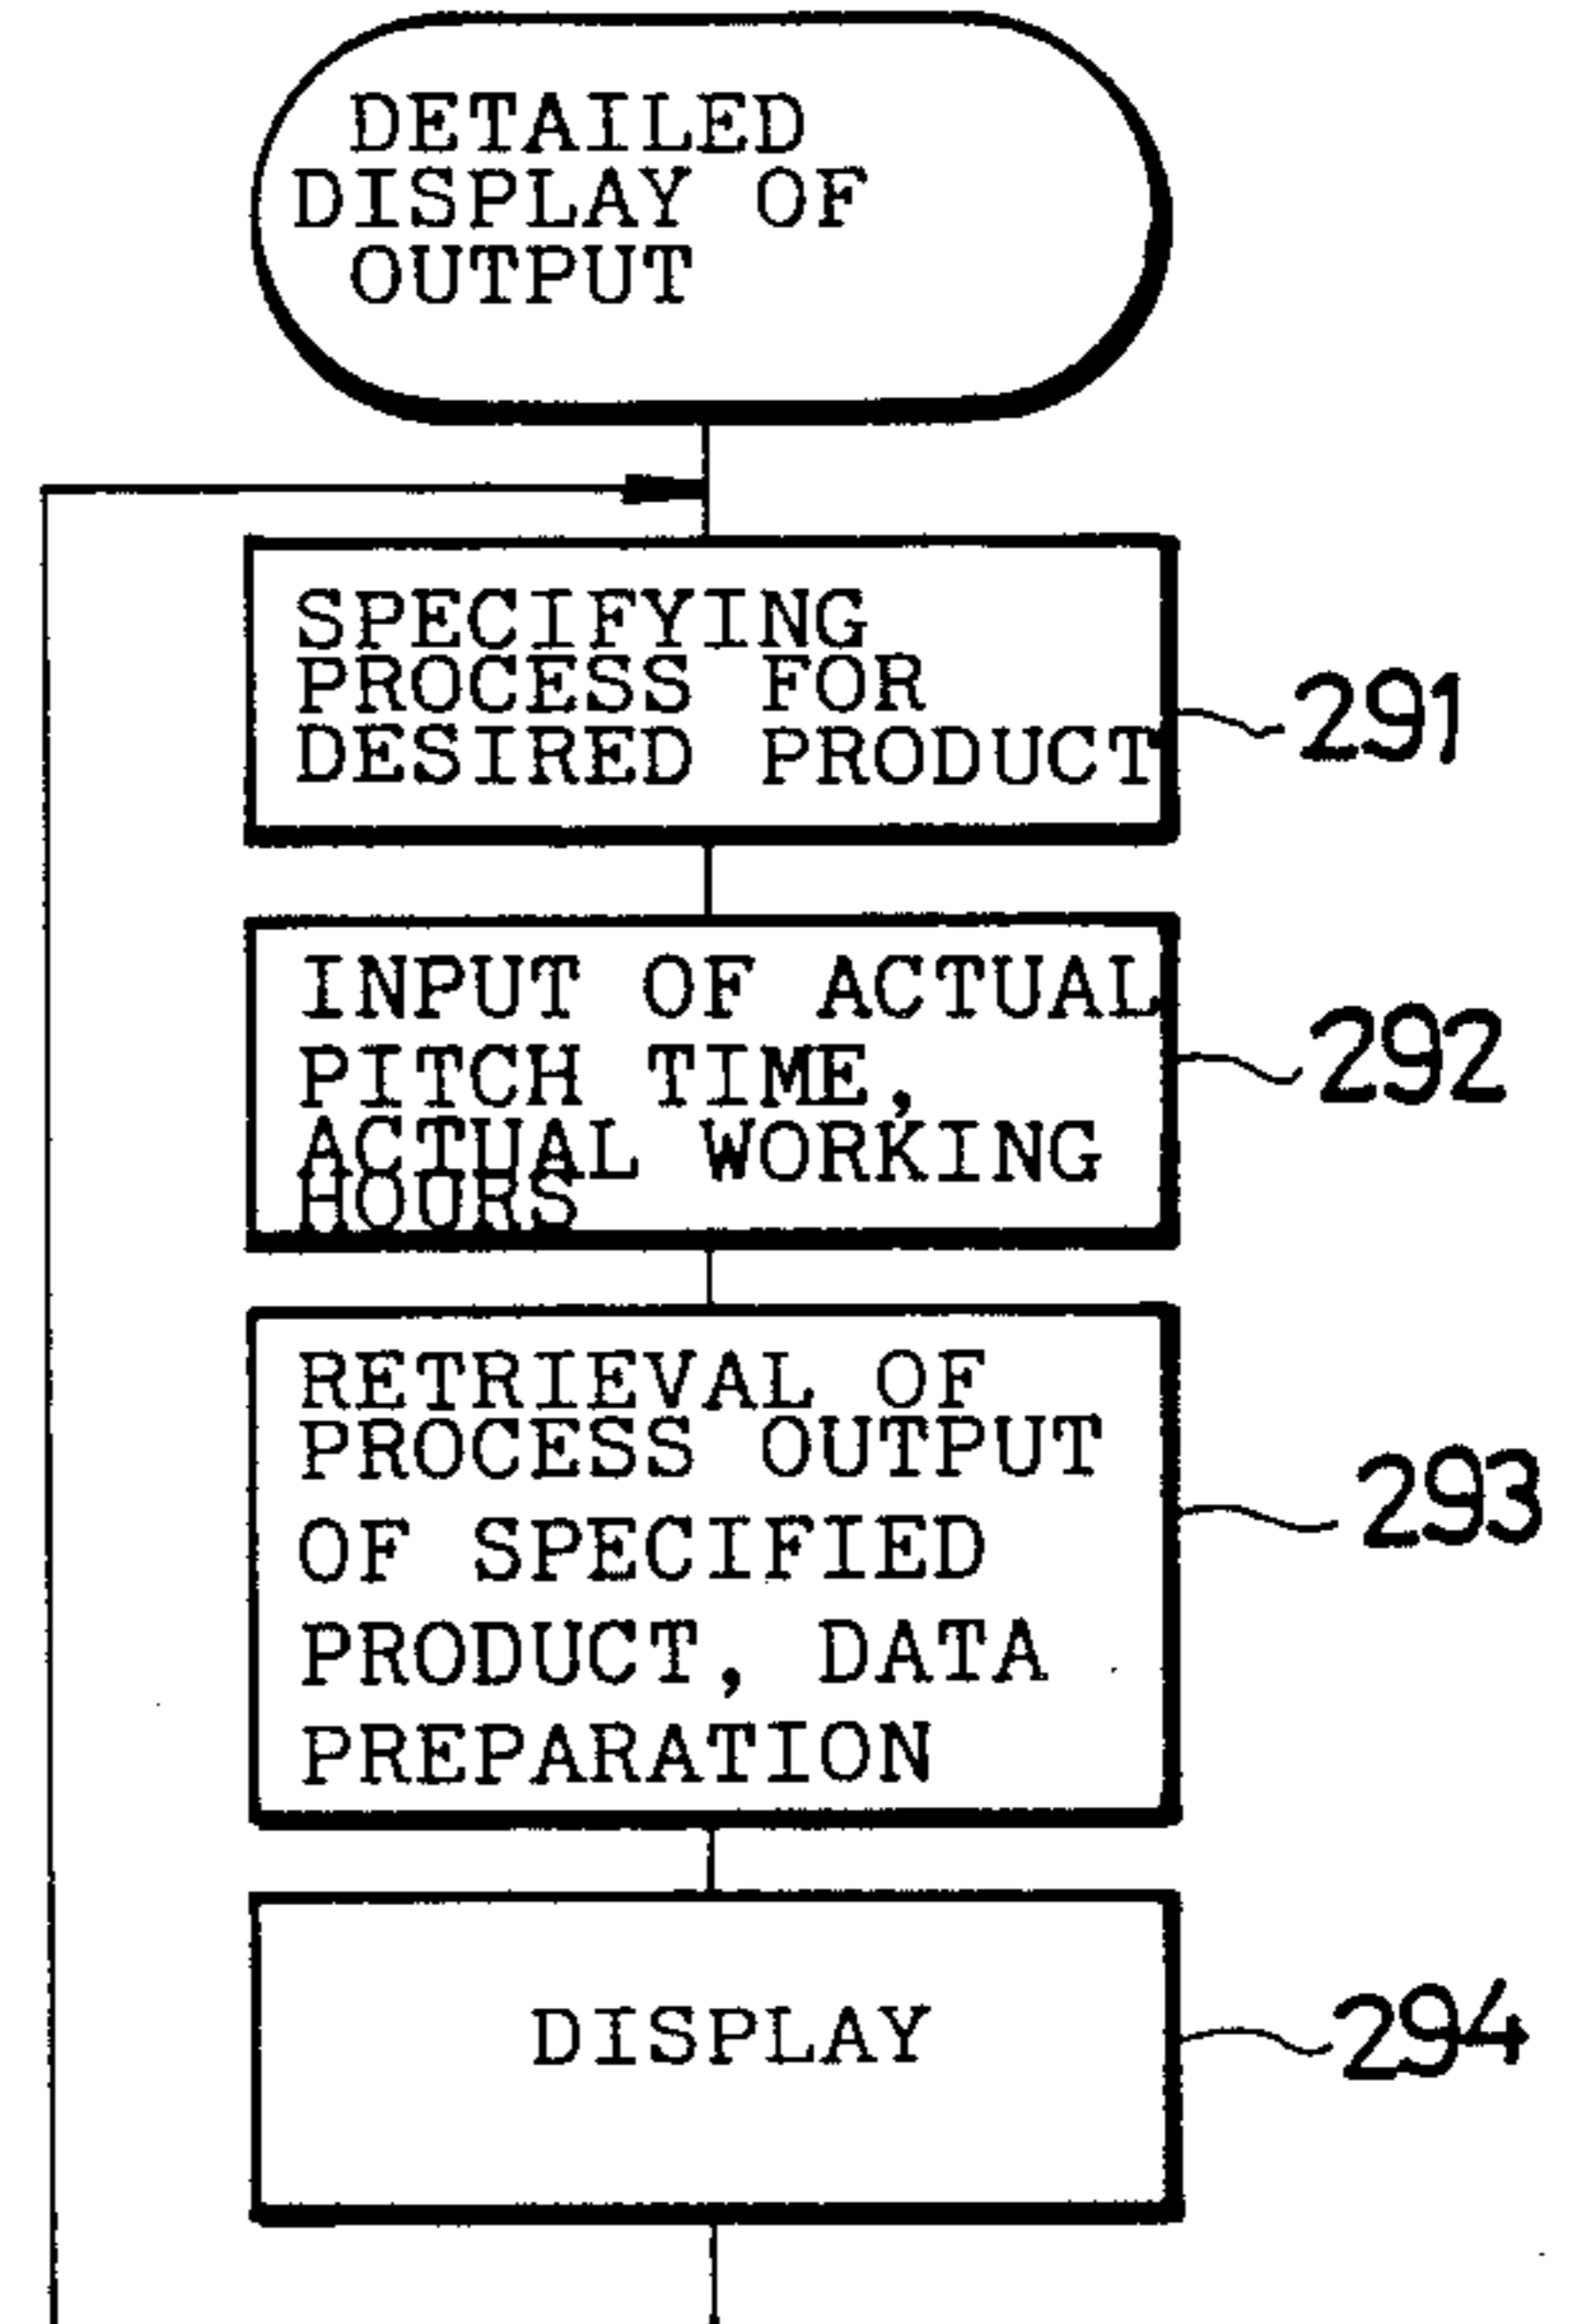 DETAILED
DISPLAY OF
OUTPUT
SPECIFYING
PROCESS FOR
DESIRED PRODUCT
291
INPUT OF ACTUAL
PITCH TIME,
ACTUAL WORKING
HOURS
292
RETRIEVAL OF
PROCESS OUTPUT
OF SPECIFIED
PRODUCT, DATA
PREPARATION
293
DISPLAY
294